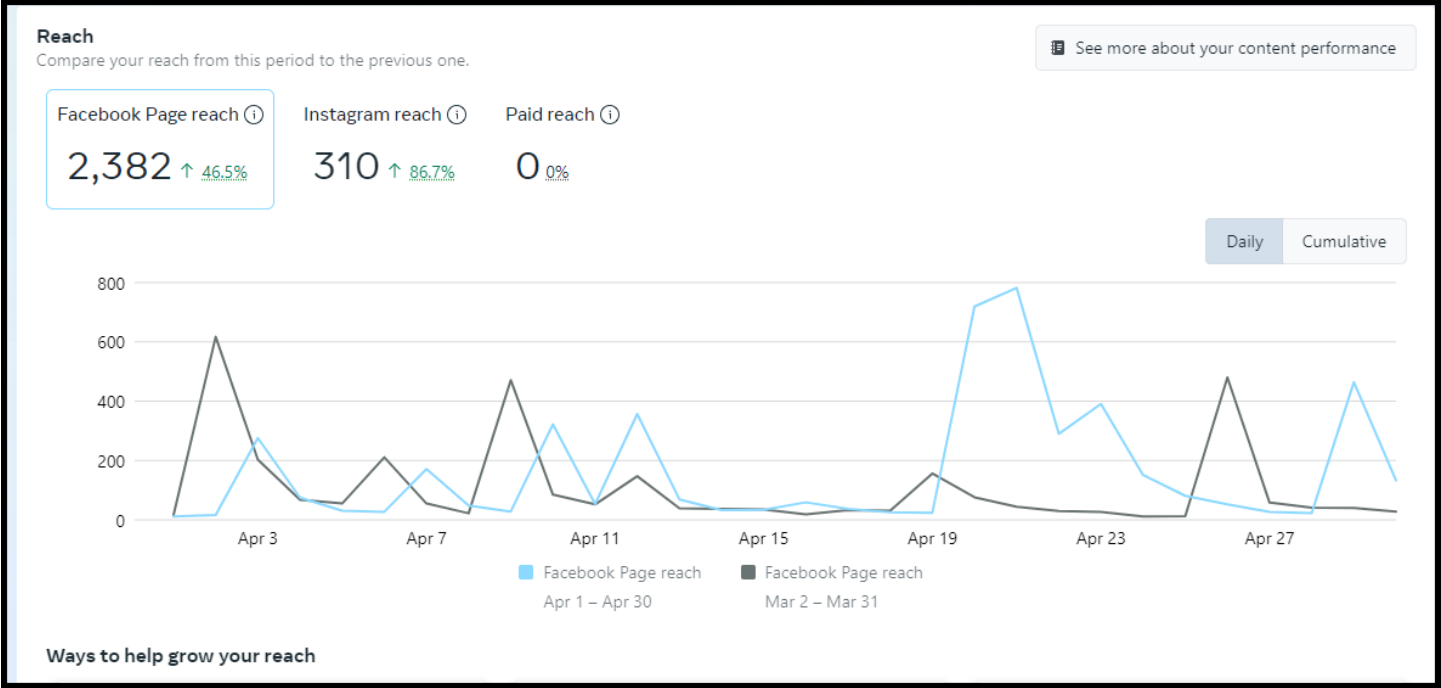 Reach
Compare your reach from this period to the previous one.
See more about your content performance
Facebook Page reach
2,382 ↑ 46.5%
Instagram reach
310 ↑ 86.7%
Paid reach
0 0%
Daily
Cumulative
800
600
400
200
0
Apr 3 Apr 7 Apr 11 Apr 15 Apr 19 Apr 23 Apr 27
Facebook Page reach
Apr 1 – Apr 30
Facebook Page reach
Mar 2 – Mar 31
Ways to help grow your reach